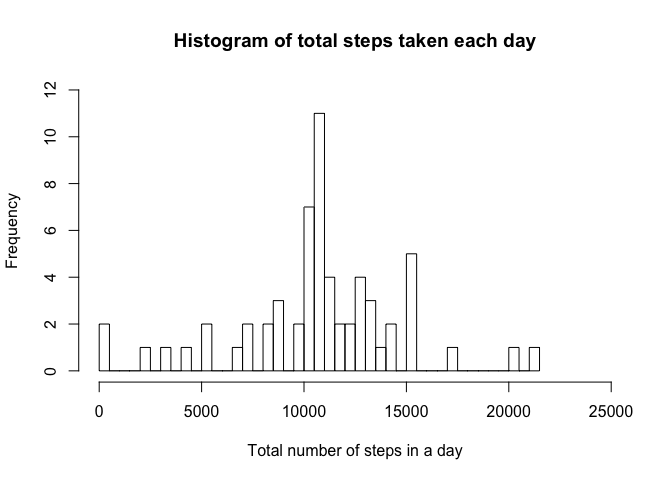 Histogram of total steps taken each day
Frequency
12
10
8
6
4
2
0
0 5000 10000 15000 20000 25000
Total number of steps in a day